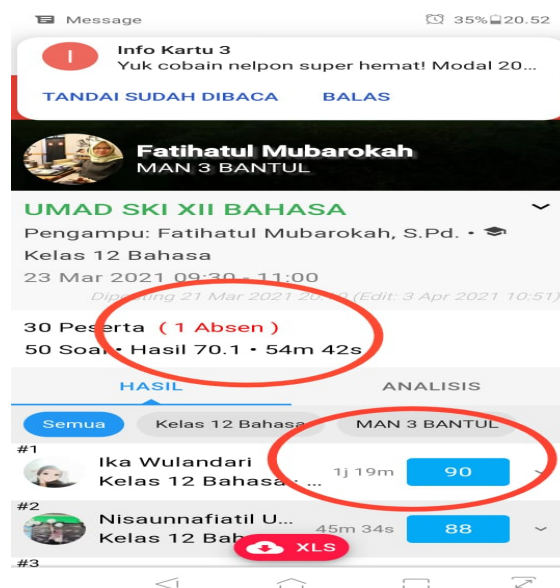 Message 35% 20.52
I Info Kartu 3
Yuk cobain nelpon super hemat! Modal 20...
TANDAI SUDAH DIBACA BALAS
Fatihatul Mubarokah
MAN 3 BANTUL
UMAD SKI XII BAHASA
Pengampu: Fatihatul Mubarokah, S.Pd. •
Kelas 12 Bahasa
23 Mar 2021 09:30 - 11:00
21 Mar 2021 (Edit: 3 Apr 2021 10:51)
30 Peserta ( 1 Absen )
50 Soal • Hasil 70.1 • 54m 42s
HASIL ANALISIS
Semua Kelas 12 Bahasa MAN 3 BANTUL
#1
Ika Wulandari
Kelas 12 Bahasa · ...
1j 19m 90
#2
Nisaunnafiatil U...
Kelas 12 Bah
45m 34s 88
XLS
#3